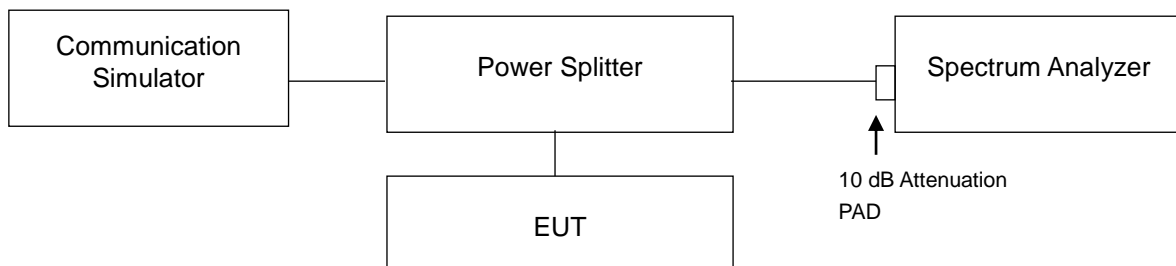 Communication
Simulator
Power Splitter
Spectrum Analyzer
10 dB Attenuation
PAD
EUT